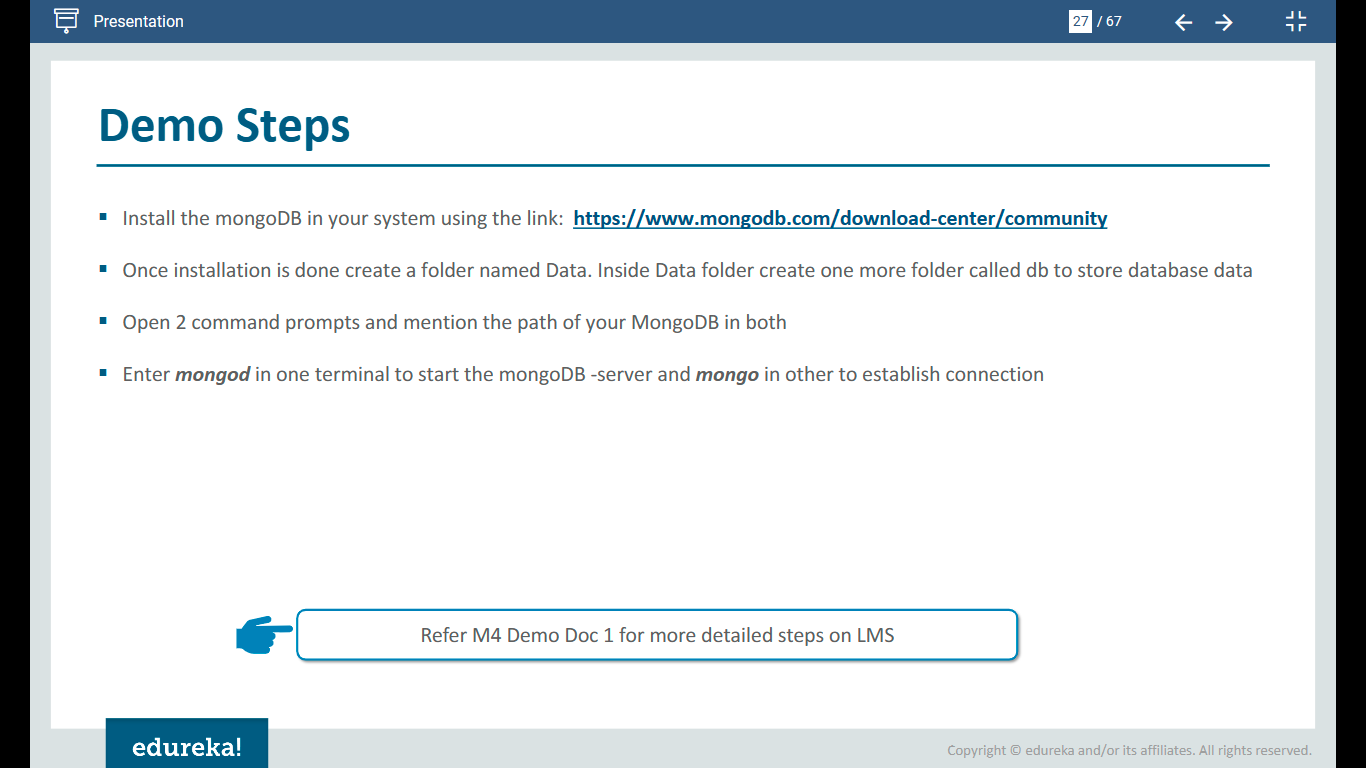 Presentation
27 / 67
Demo Steps
Install the mongoDB in your system using the link: https://www.mongodb.com/download-center/community
Once installation is done create a folder named Data. Inside Data folder create one more folder called db to store database data
Open 2 command prompts and mention the path of your MongoDB in both
Enter mongod in one terminal to start the mongoDB -server and mongo in other to establish connection
Refer M4 Demo Doc 1 for more detailed steps on LMS
edureka!
Copyright © edureka and/or its affiliates. All rights reserved.